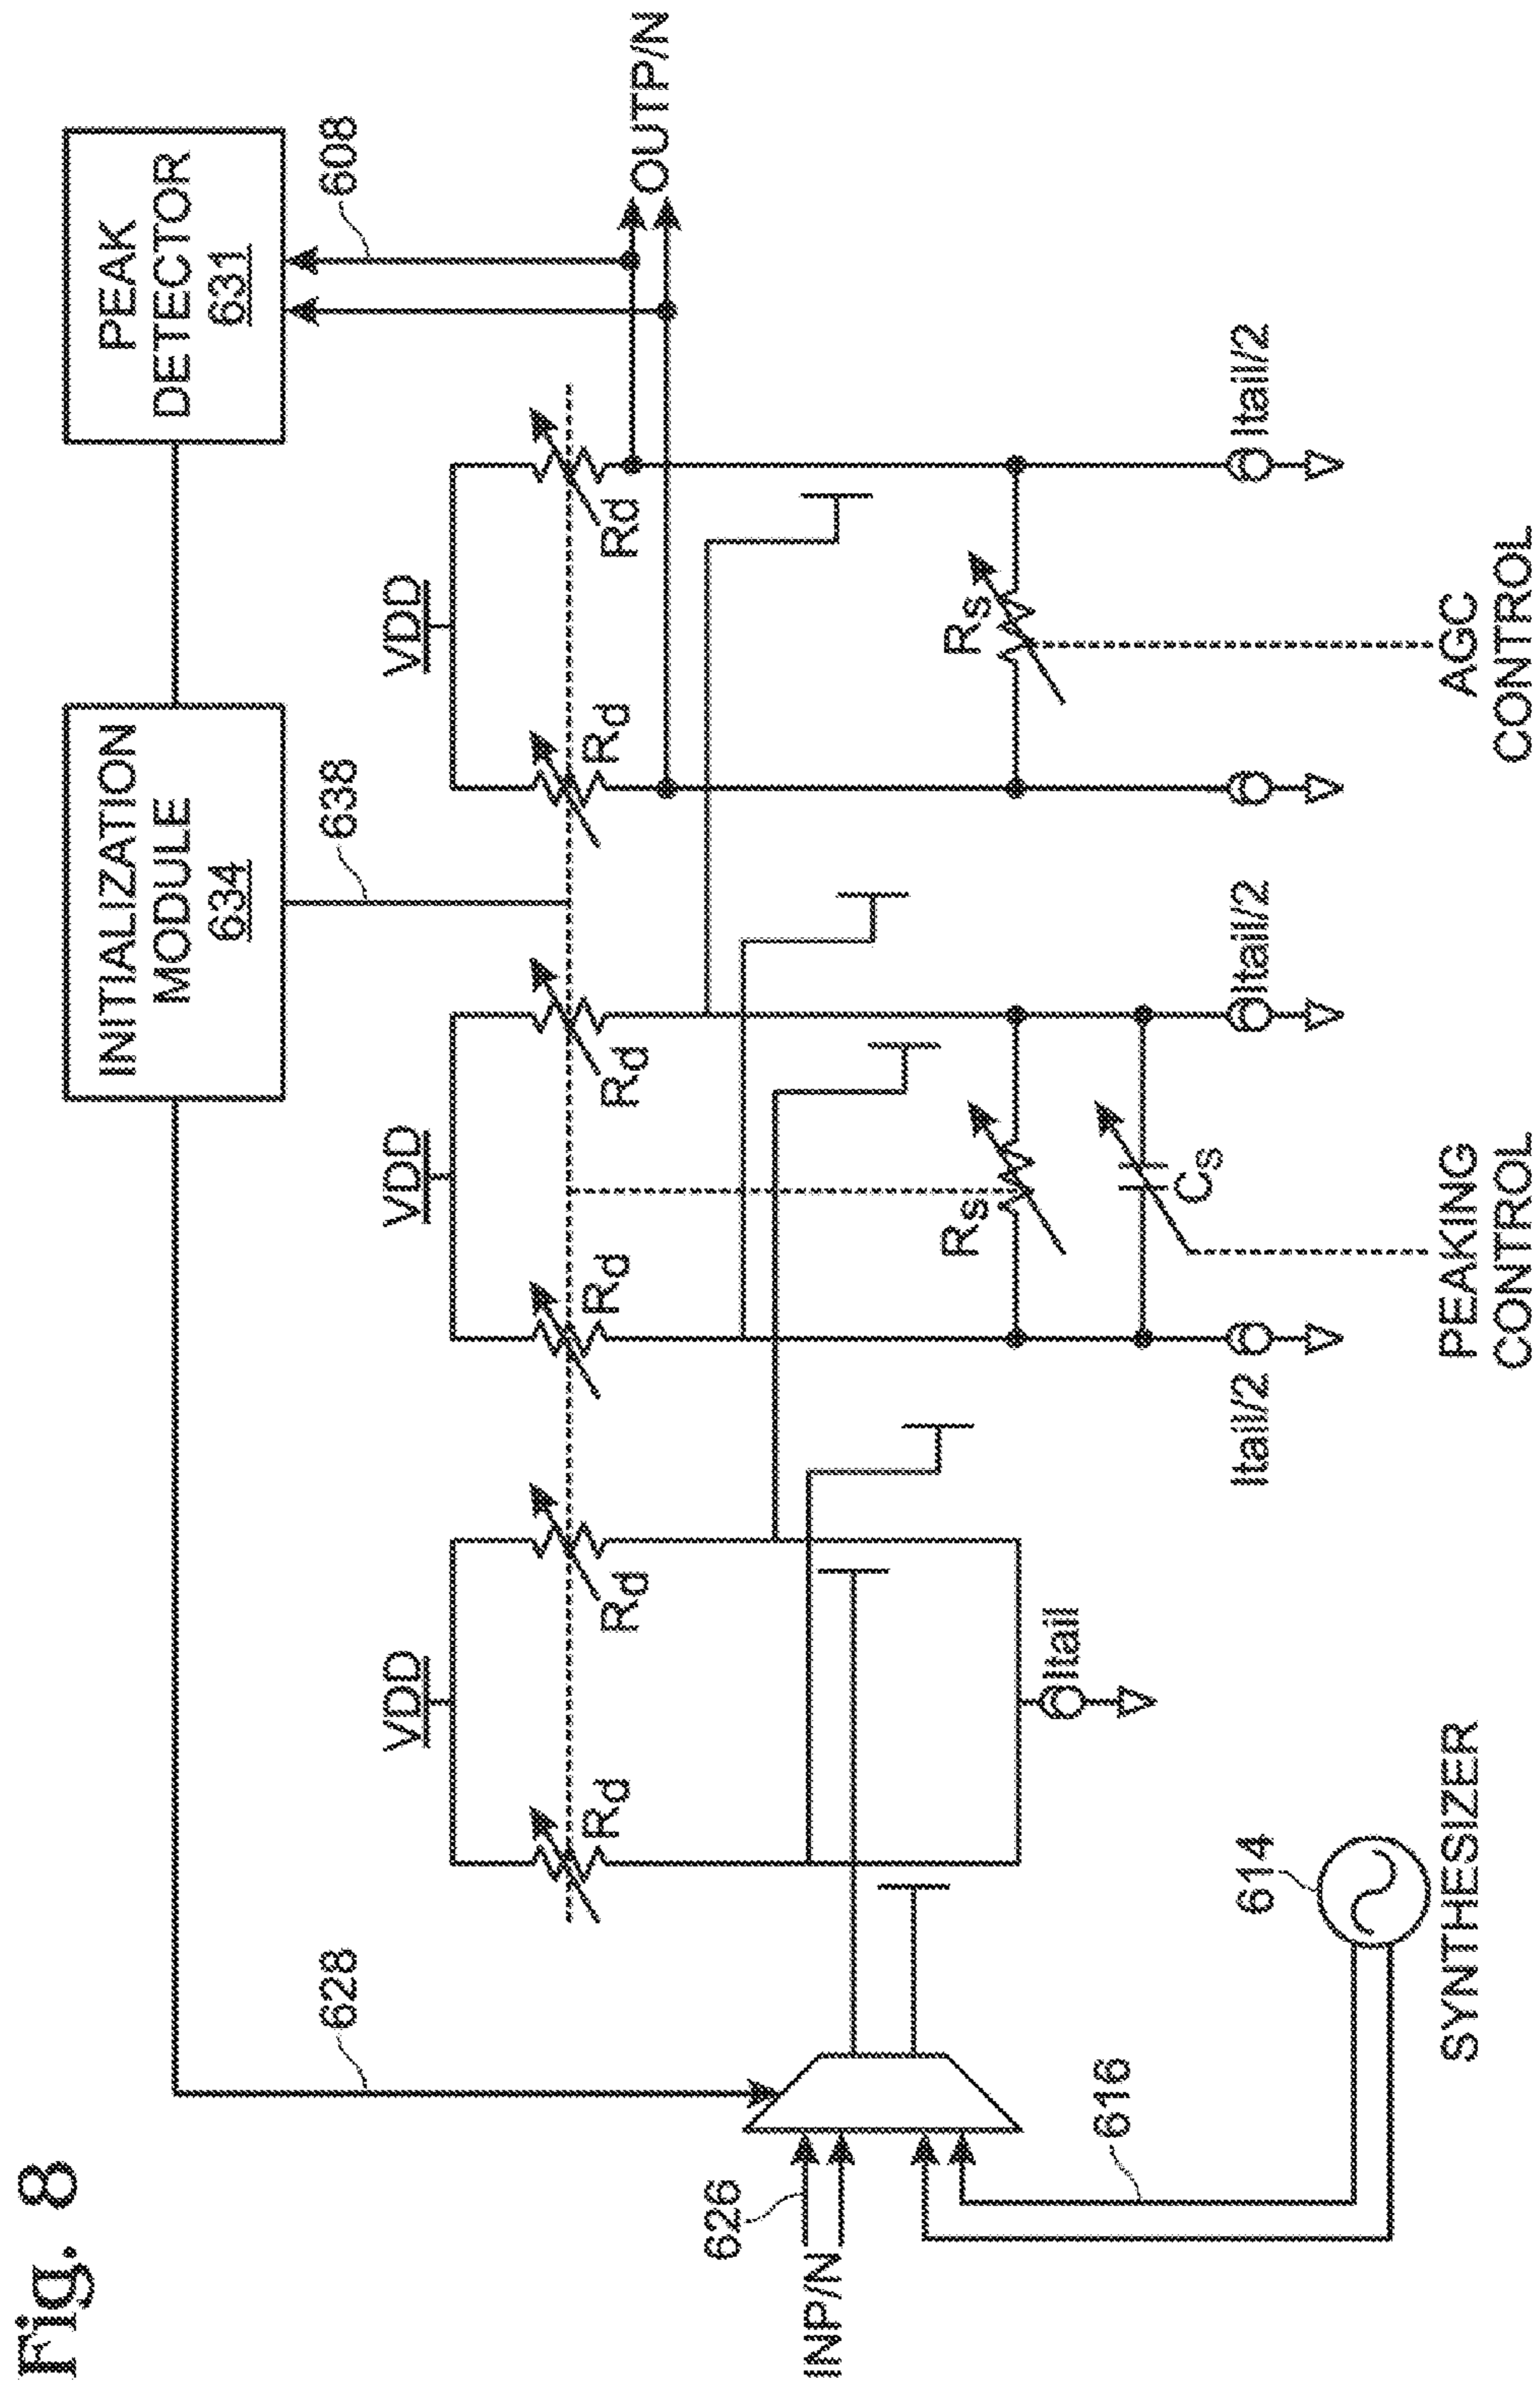 Fig. 8
INITIALIZATION
MODULE
634
PEAK
DETECTOR
631
628
638
608
VDD
VDD
VDD
Rd
Rd
Rd
Rd
Rd
Rd
OUTP/N
626
INP/N
616
614
SYNTHESIZER
Itail
Rs
Cs
Itail/2
Itail/2
PEAKING
CONTROL
Rs
Itail/2
AGC
CONTROL